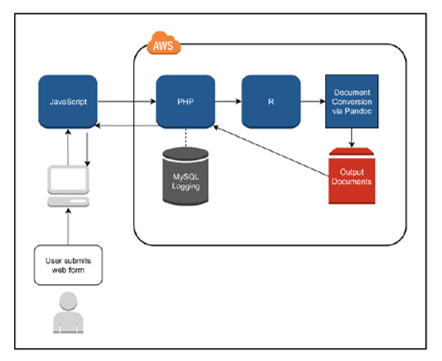 AWS
JavaScript
PHP
R
Document
Conversion
via Pandoc
MySQL
Logging
Output
Documents
User submits
web form